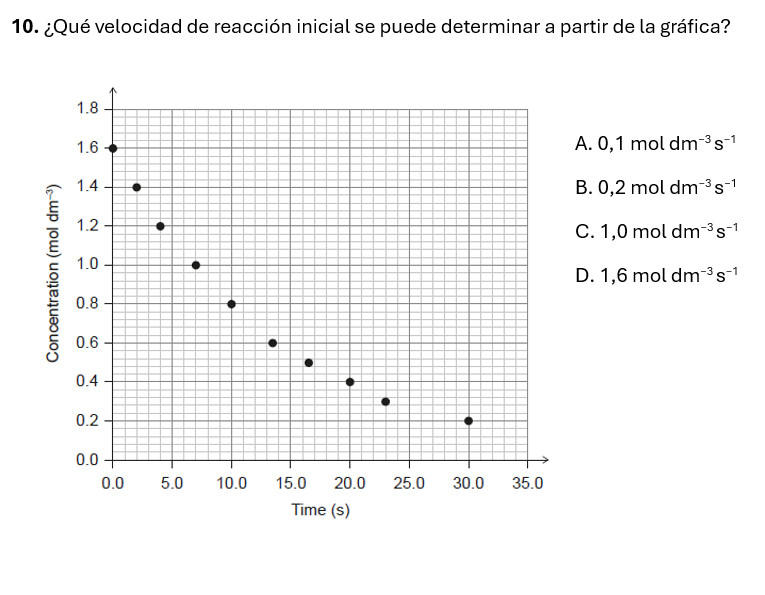 10. ¿Qué velocidad de reacción inicial se puede determinar a partir de la gráfica?
1.8
1.6
1.4
1.2
1.0
0.8
0.6
0.4
0.2
0.0
Concentration (mol dm⁻³)
0.0 5.0 10.0 15.0 20.0 25.0 30.0 35.0
Time (s)
A. 0,1 mol dm⁻³ s⁻¹
B. 0,2 mol dm⁻³ s⁻¹
C. 1,0 mol dm⁻³ s⁻¹
D. 1,6 mol dm⁻³ s⁻¹